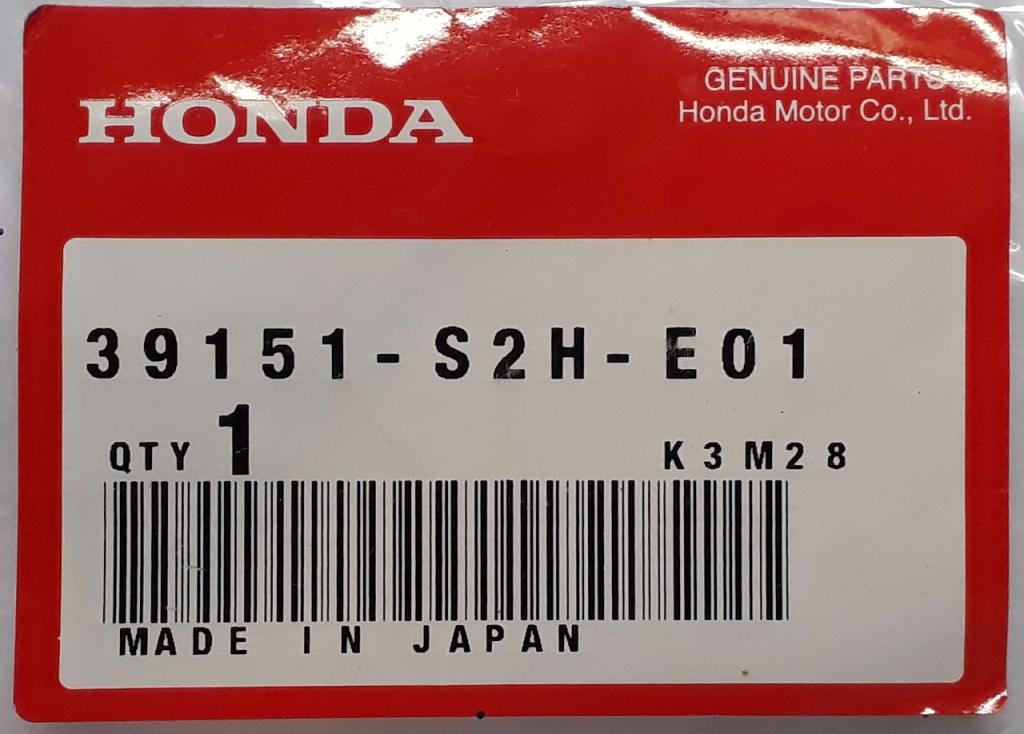 HONDA
GENUINE PARTS
Honda Motor Co., Ltd.
39151-S2H-E01
QTY 1
K3M28
MADE IN JAPAN